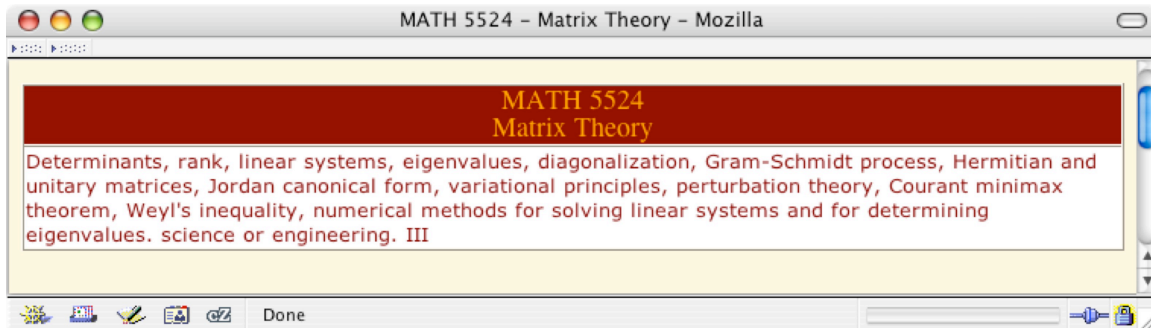 MATH 5524 – Matrix Theory – Mozilla
MATH 5524
Matrix Theory
Determinants, rank, linear systems, eigenvalues, diagonalization, Gram-Schmidt process, Hermitian and
unitary matrices, Jordan canonical form, variational principles, perturbation theory, Courant minimax
theorem, Weyl's inequality, numerical methods for solving linear systems and for determining
eigenvalues. science or engineering. III
Done